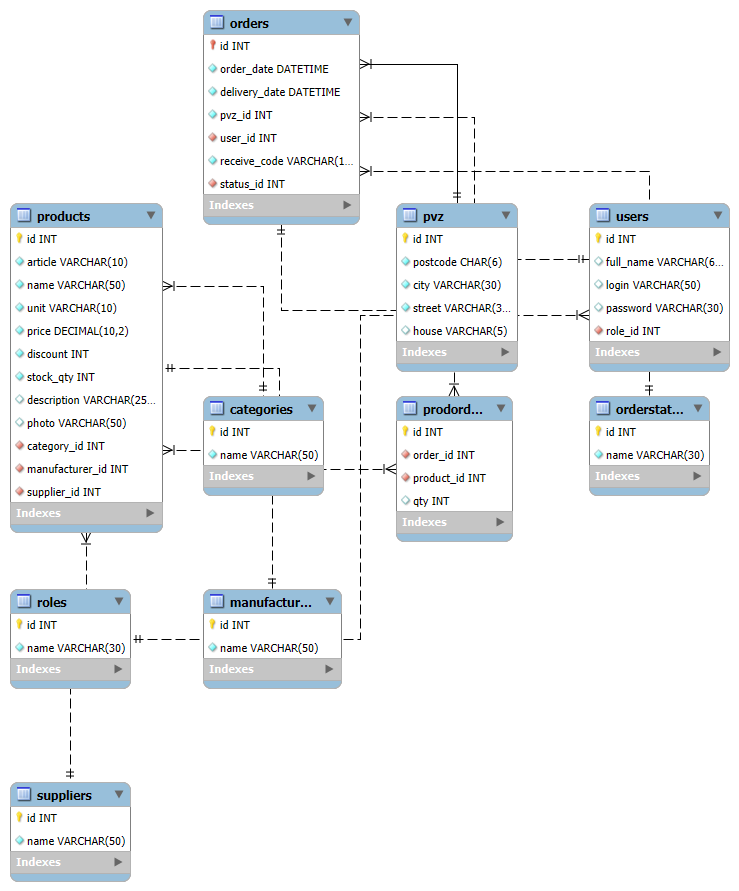 orders
id INT
order_date DATETIME
delivery_date DATETIME
pvz_id INT
user_id INT
receive_code VARCHAR(1...
status_id INT
Indexes
products
id INT
article VARCHAR(10)
name VARCHAR(50)
unit VARCHAR(10)
price DECIMAL(10,2)
discount INT
stock_qty INT
description VARCHAR(25...
photo VARCHAR(50)
category_id INT
manufacturer_id INT
supplier_id INT
Indexes
pvz
id INT
postcode CHAR(6)
city VARCHAR(30)
street VARCHAR(3...
house VARCHAR(5)
Indexes
users
id INT
full_name VARCHAR(6...
login VARCHAR(50)
password VARCHAR(30)
role_id INT
Indexes
categories
id INT
name VARCHAR(50)
Indexes
prodord...
id INT
order_id INT
product_id INT
qty INT
Indexes
orderstat...
id INT
name VARCHAR(30)
Indexes
roles
id INT
name VARCHAR(30)
Indexes
manufactur...
id INT
name VARCHAR(50)
Indexes
suppliers
id INT
name VARCHAR(50)
Indexes